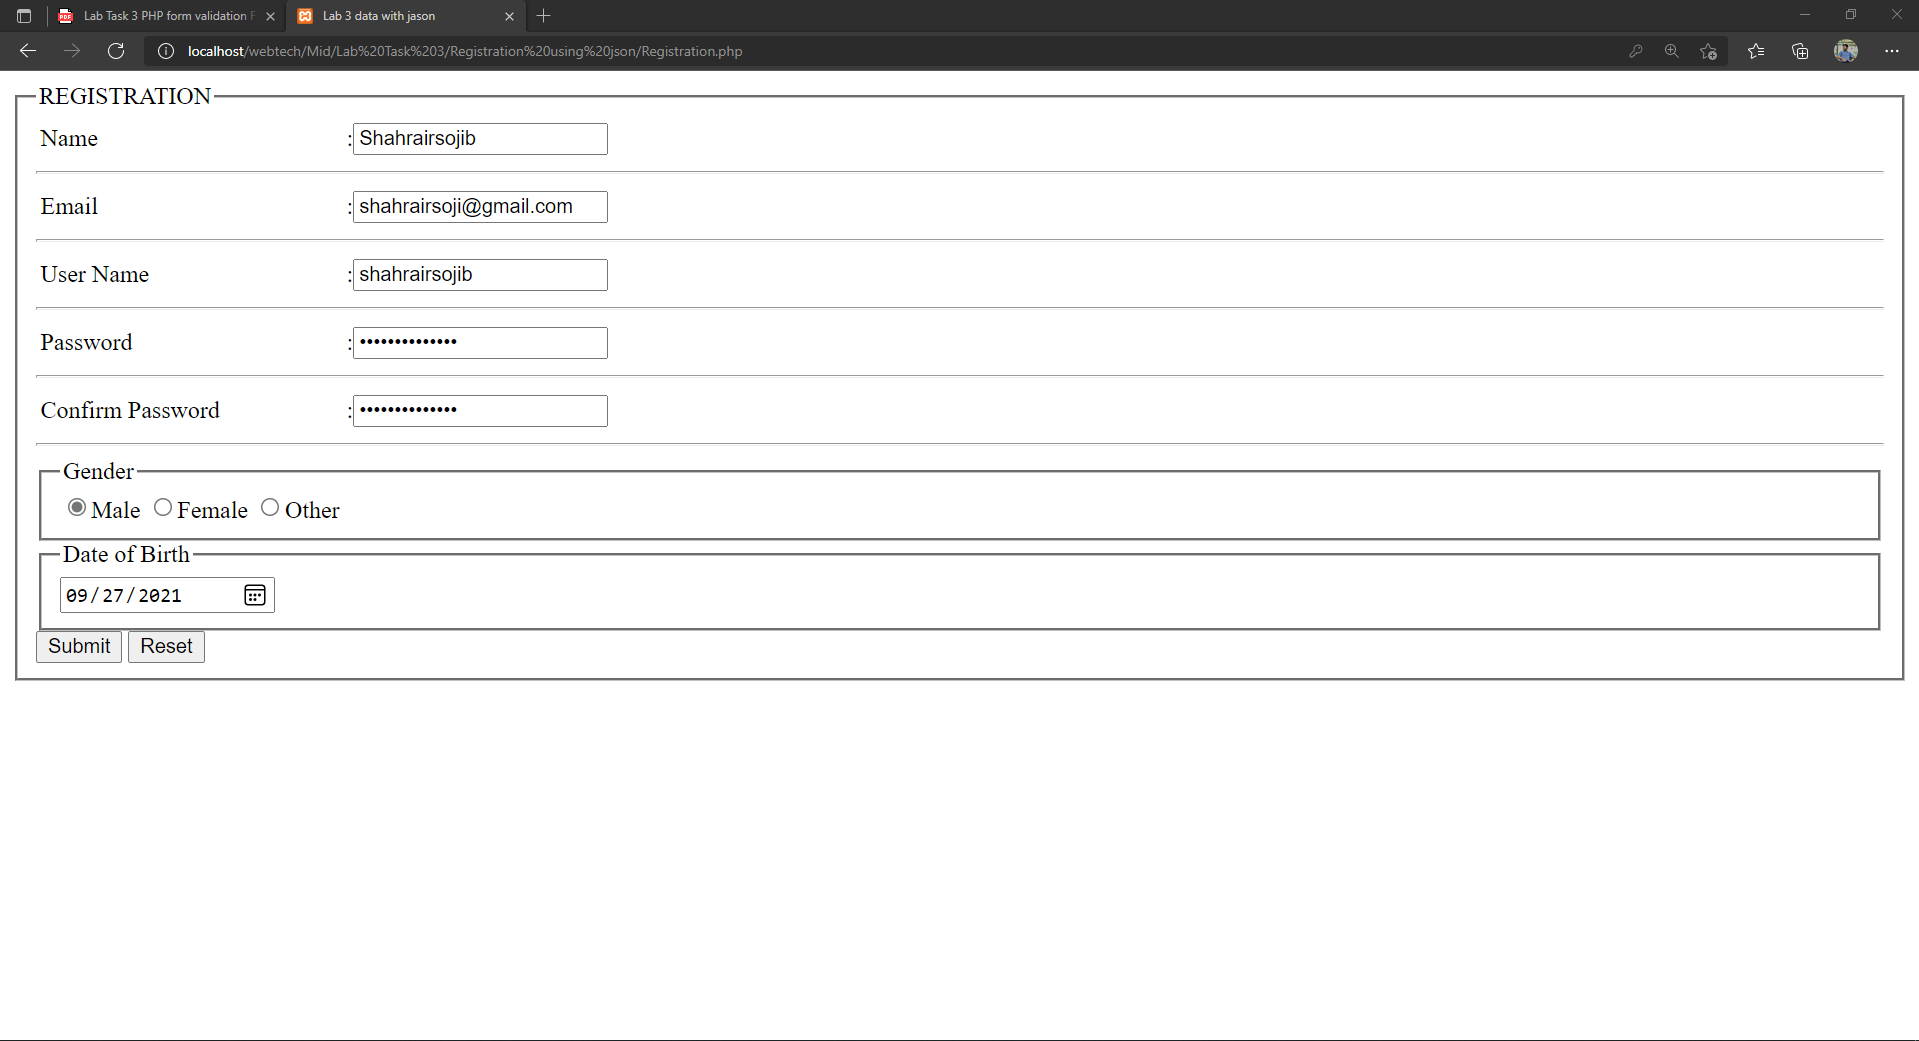 Lab Task 3 PHP form validation F
Lab 3 data with jason
localhost/webtech/Mid/Lab%20Task%203/Registration%20using%20json/Registration.php
REGISTRATION
Name :Shahrairsojib
Email :shahrairsoji@gmail.com
User Name :shahrairsojib
Password :••••••••••••••
Confirm Password :••••••••••••••
Gender
Male Female Other
Date of Birth
09/27/2021
Submit Reset